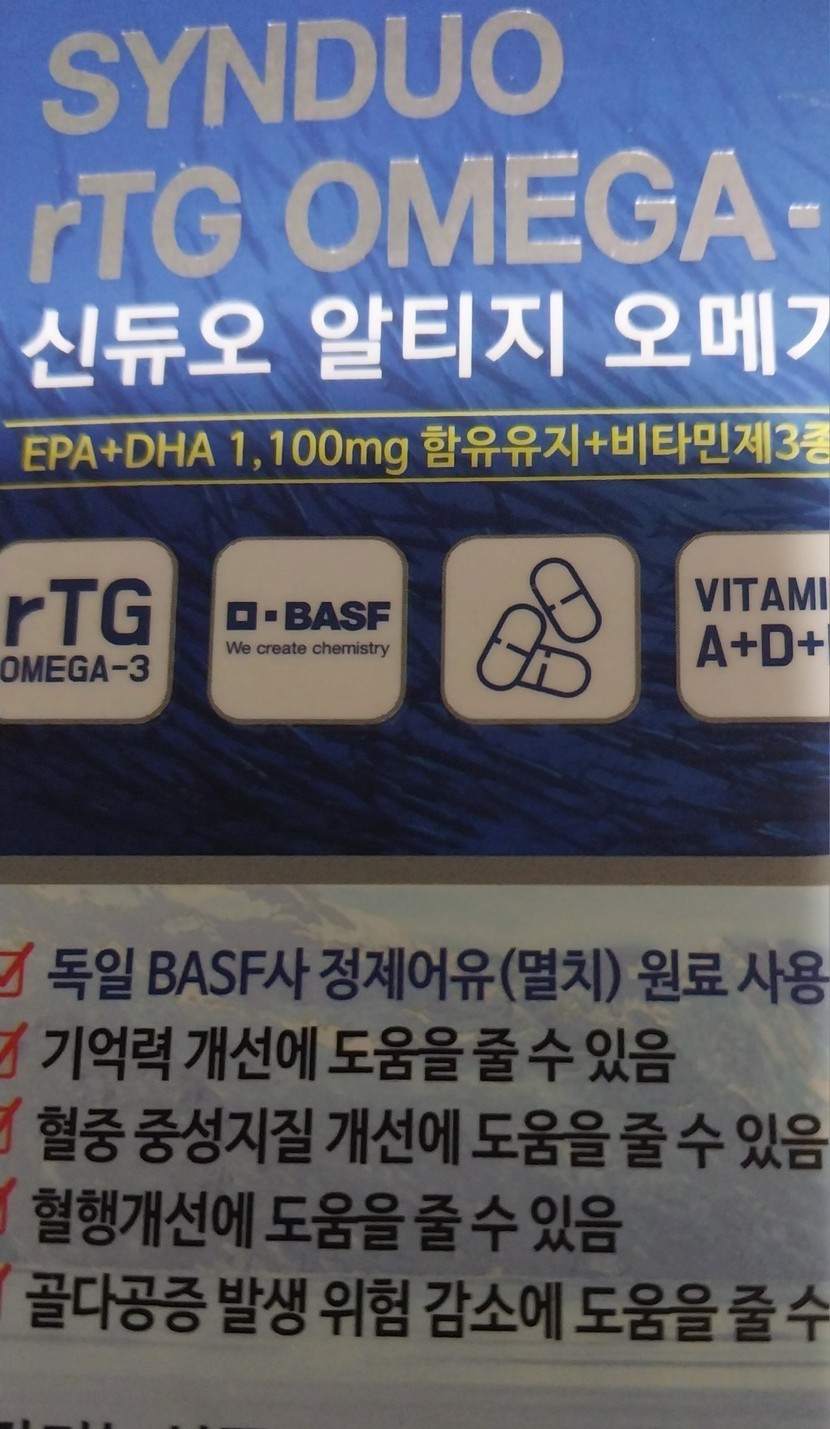 SYNDUO
rTG OMEGA-
신듀오 알티지 오메가
EPA+DHA 1,100mg 함유유지+비타민제3종
rTG
OMEGA-3
BASF
We create chemistry
VITAMI
A+D+
독일 BASF사 정제어유(멸치) 원료 사용
기억력 개선에 도움을 줄 수 있음
혈중 중성지질 개선에 도움을 줄 수 있음
혈행개선에 도움을 줄 수 있음
골다공증 발생 위험 감소에 도움을 줄 수